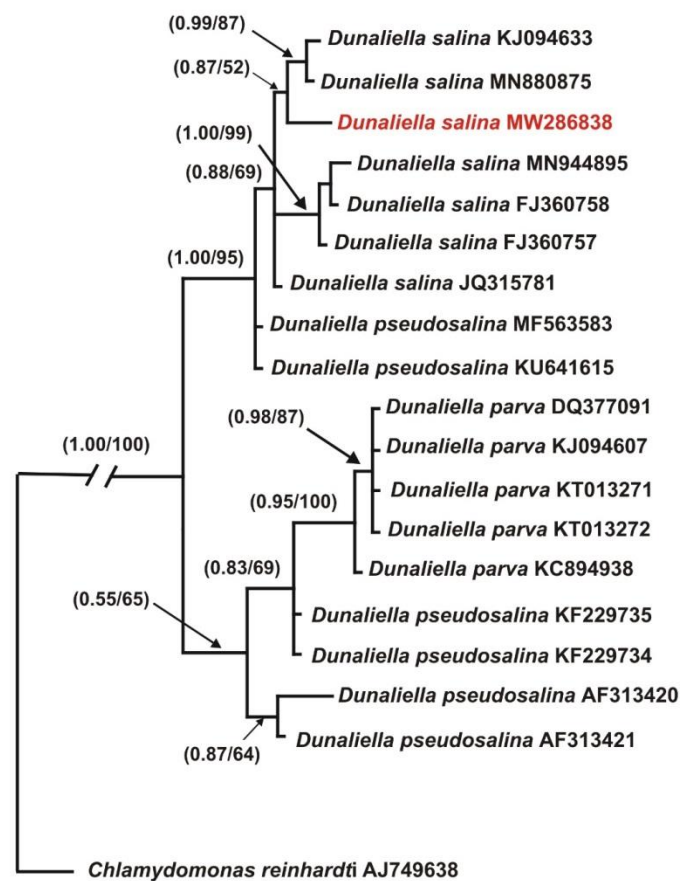 (0.99/87)
Dunaliella salina KJ094633
(0.87/52)
Dunaliella salina MN880875
Dunaliella salina MW286838
(1.00/99)
Dunaliella salina MN944895
(0.88/69)
Dunaliella salina FJ360758
Dunaliella salina FJ360757
(1.00/95)
Dunaliella salina JQ315781
Dunaliella pseudosalina MF563583
Dunaliella pseudosalina KU641615
Dunaliella parva DQ377091
(0.98/87)
(1.00/100)
Dunaliella parva KJ094607
Dunaliella parva KT013271
(0.95/100)
Dunaliella parva KT013272
(0.83/69)
Dunaliella parva KC894938
(0.55/65)
Dunaliella pseudosalina KF229735
Dunaliella pseudosalina KF229734
Dunaliella pseudosalina AF313420
Dunaliella pseudosalina AF313421
(0.87/64)
Chlamydomonas reinhardti AJ749638